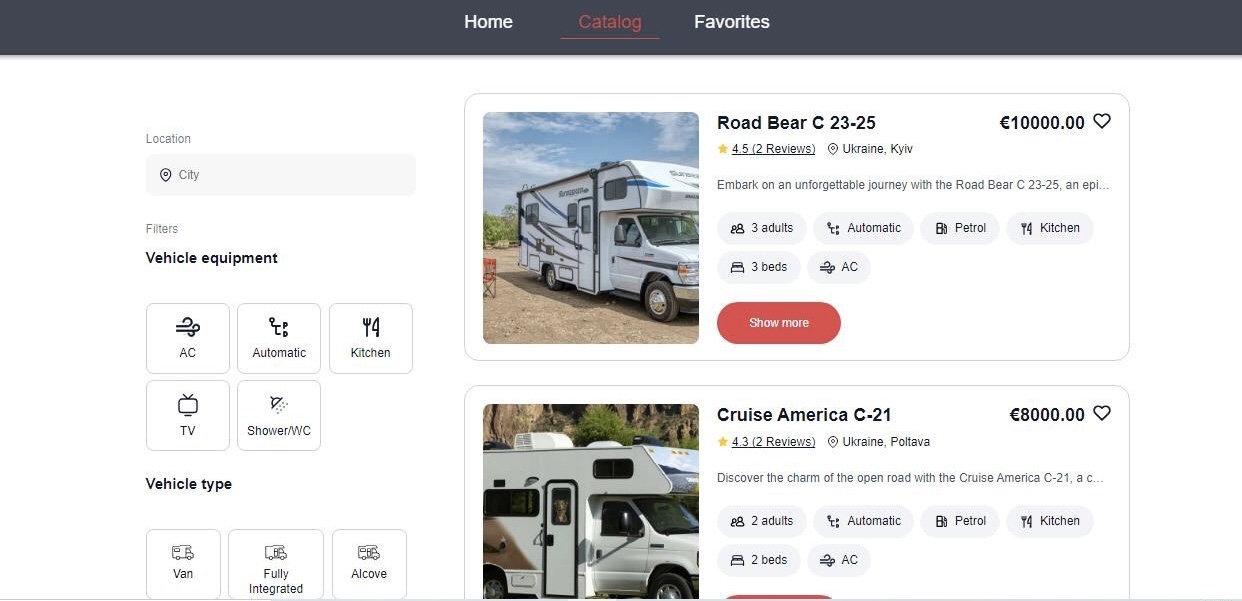 Home
Catalog
Favorites
Location
City
Filters
Vehicle equipment
AC
Automatic
Kitchen
TV
Shower/WC
Vehicle type
Van
Fully
Integrated
Alcove
Road Bear C 23-25
€10000.00
4.5 (2 Reviews)
Ukraine, Kyiv
Embark on an unforgettable journey with the Road Bear C 23-25, an epi...
3 adults
Automatic
Petrol
Kitchen
3 beds
AC
Show more
Cruise America C-21
€8000.00
4.3 (2 Reviews)
Ukraine, Poltava
Discover the charm of the open road with the Cruise America C-21, a c...
2 adults
Automatic
Petrol
Kitchen
2 beds
AC